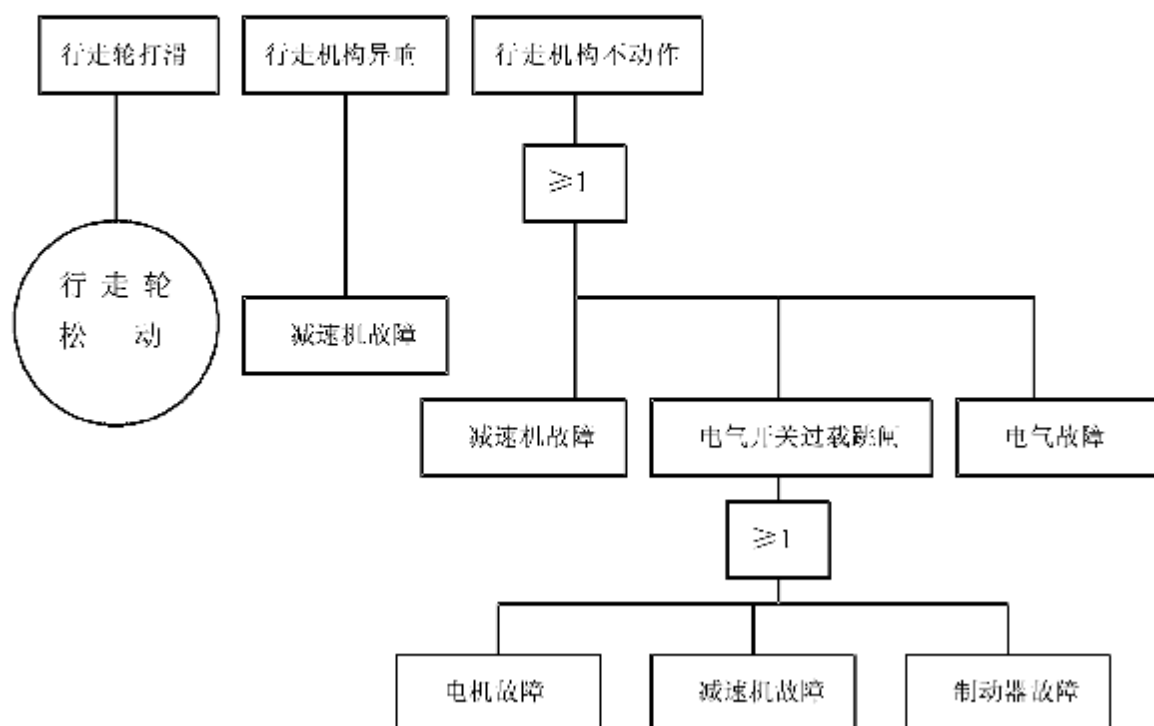 行走轮打滑
行走机构异响
行走机构不动作
≥1
行走轮
松动
减速机故障
减速机故障
电气开关过载跳闸
电气故障
≥1
电机故障
减速机故障
制动器故障